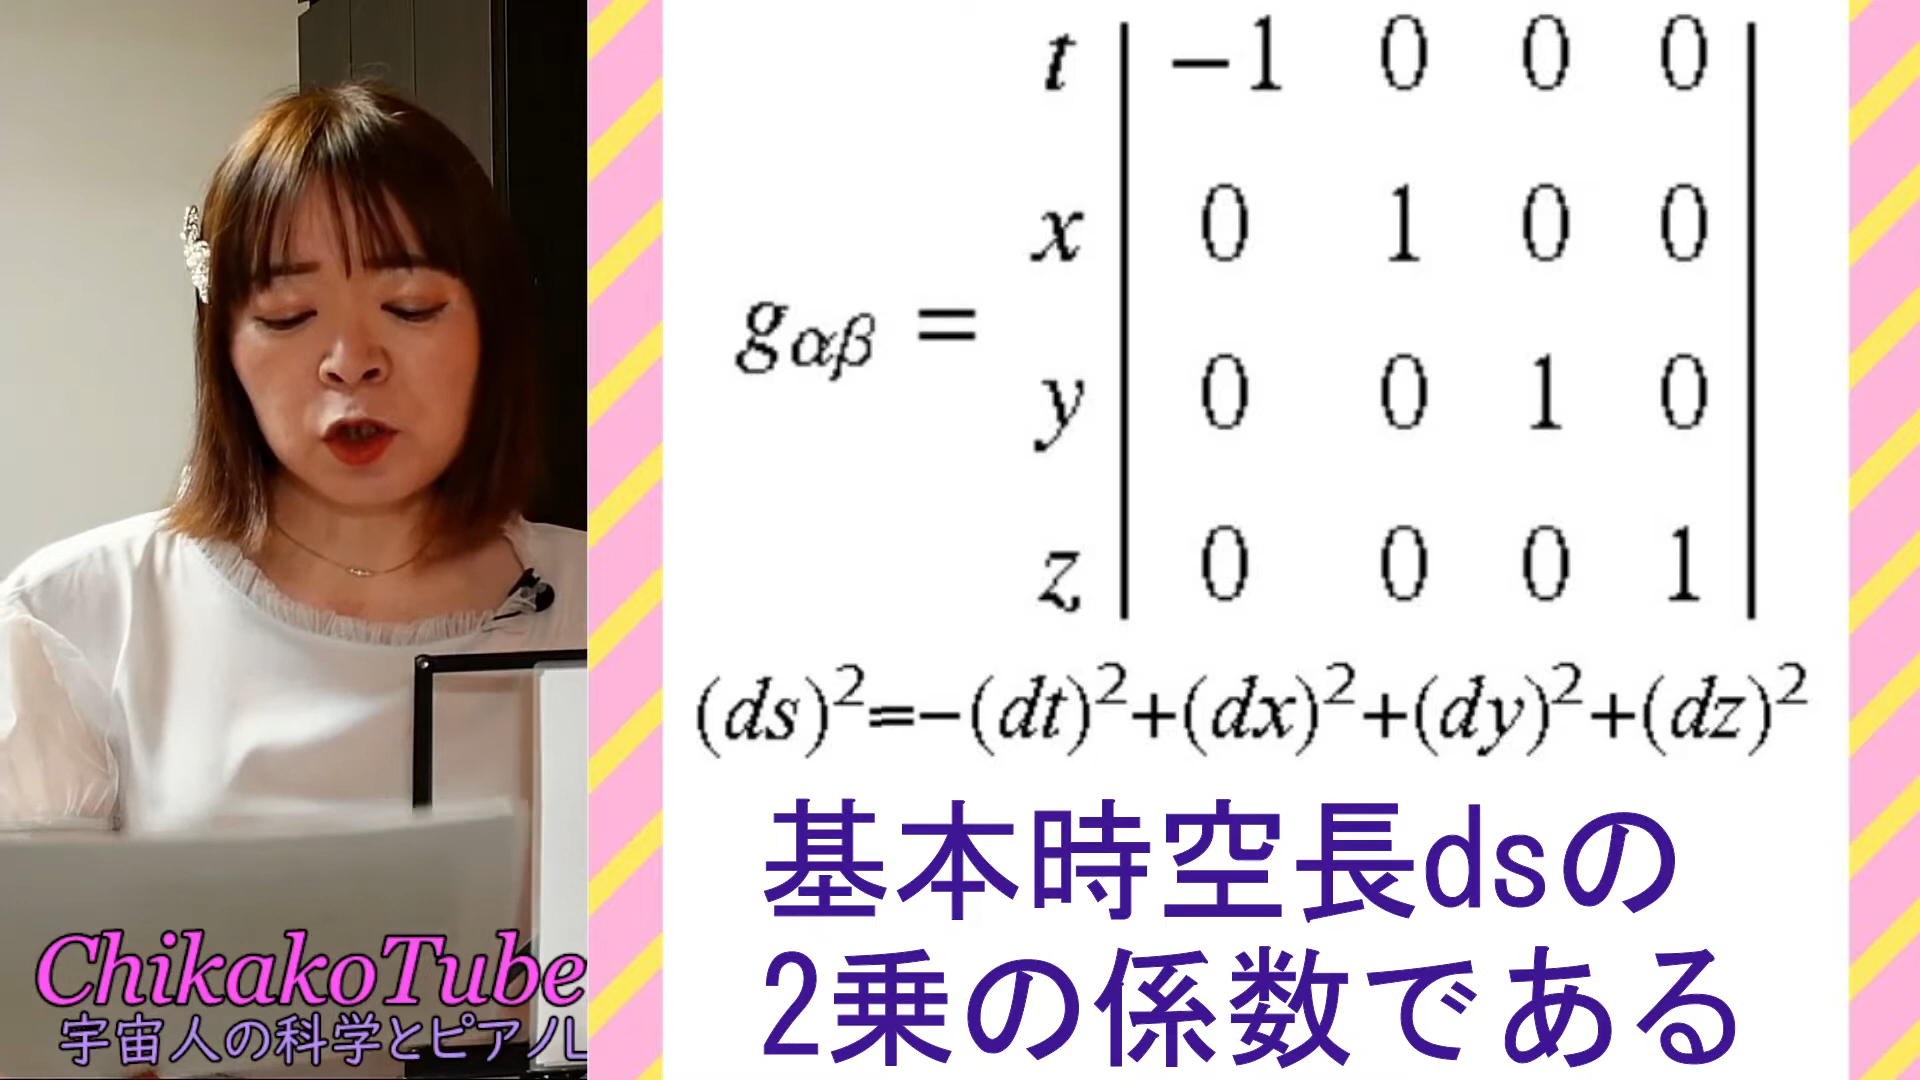 t | −1 0 0 0 |
x | 0 1 0 0 |
gαβ =
y | 0 0 1 0 |
z | 0 0 0 1 |
(ds)²=−(dt)²+(dx)²+(dy)²+(dz)²
基本時空長dsの
2乗の係数である
ChikakoTube
宇宙人の科学とピアノ